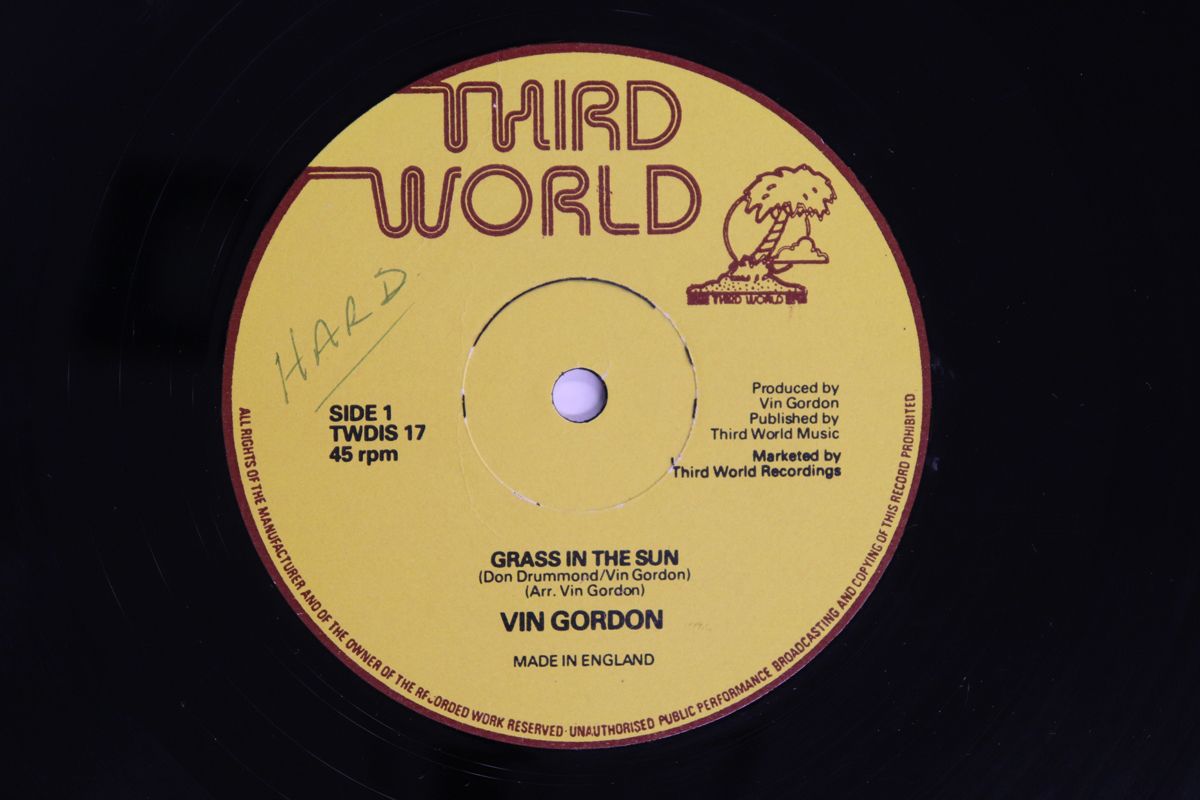 THIRD
WORLD
THIRD WORLD
HARD
SIDE 1
TWDIS 17
45 rpm
Produced by
Vin Gordon
Published by
Third World Music
Marketed by
Third World Recordings
GRASS IN THE SUN
(Don Drummond/Vin Gordon)
(Arr. Vin Gordon)
VIN GORDON
MADE IN ENGLAND
ALL RIGHTS OF THE MANUFACTURER AND OF THE OWNER OF THE RECORDED WORK RESERVED · UNAUTHORISED PUBLIC PERFORMANCE BROADCASTING AND COPYING OF THIS RECORD PROHIBITED